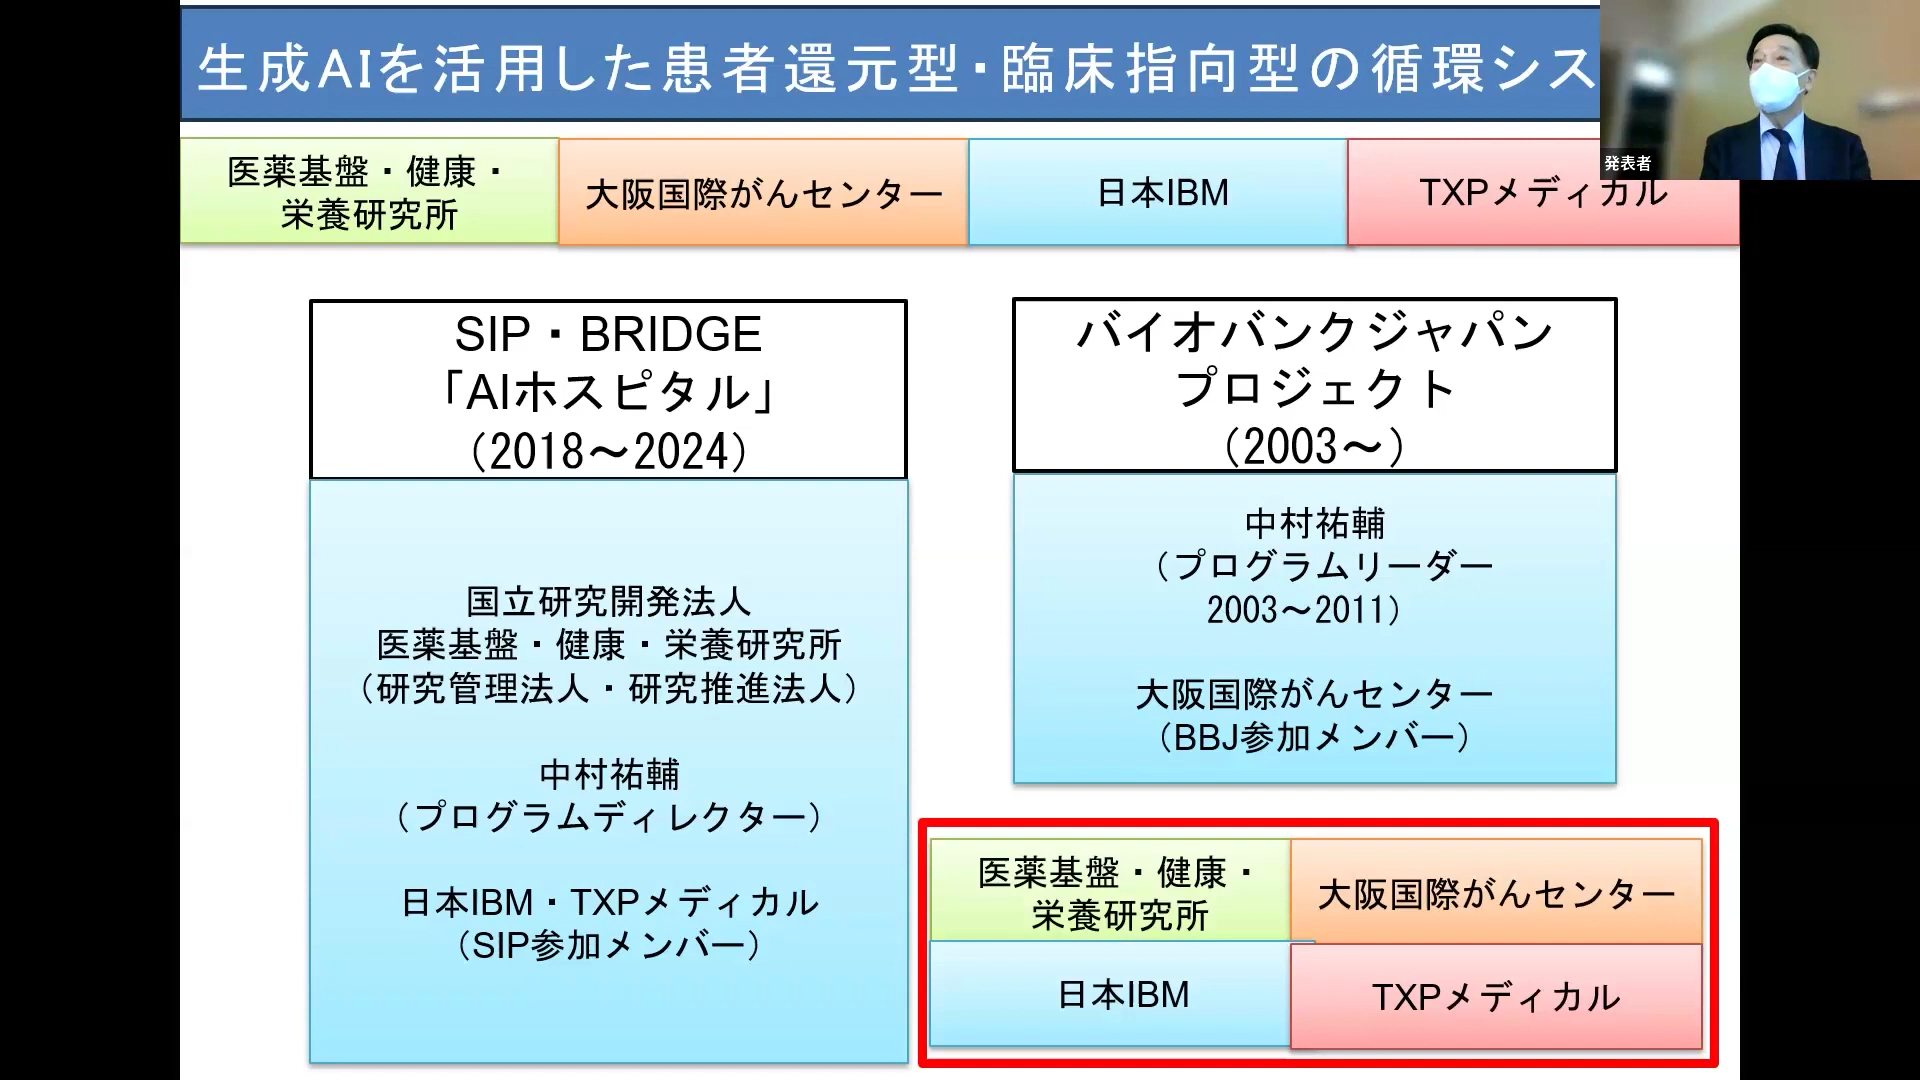 生成AIを活用した患者還元型・臨床指向型の循環シス
発表者
医薬基盤・健康・
栄養研究所
大阪国際がんセンター
日本IBM
TXPメディカル
SIP・BRIDGE
「AIホスピタル」
（2018～2024）
国立研究開発法人
医薬基盤・健康・栄養研究所
（研究管理法人・研究推進法人）
中村祐輔
（プログラムディレクター）
日本IBM・TXPメディカル
（SIP参加メンバー）
バイオバンクジャパン
プロジェクト
（2003～）
中村祐輔
（プログラムリーダー
2003～2011）
大阪国際がんセンター
（BBJ参加メンバー）
医薬基盤・健康・
栄養研究所
大阪国際がんセンター
日本IBM
TXPメディカル